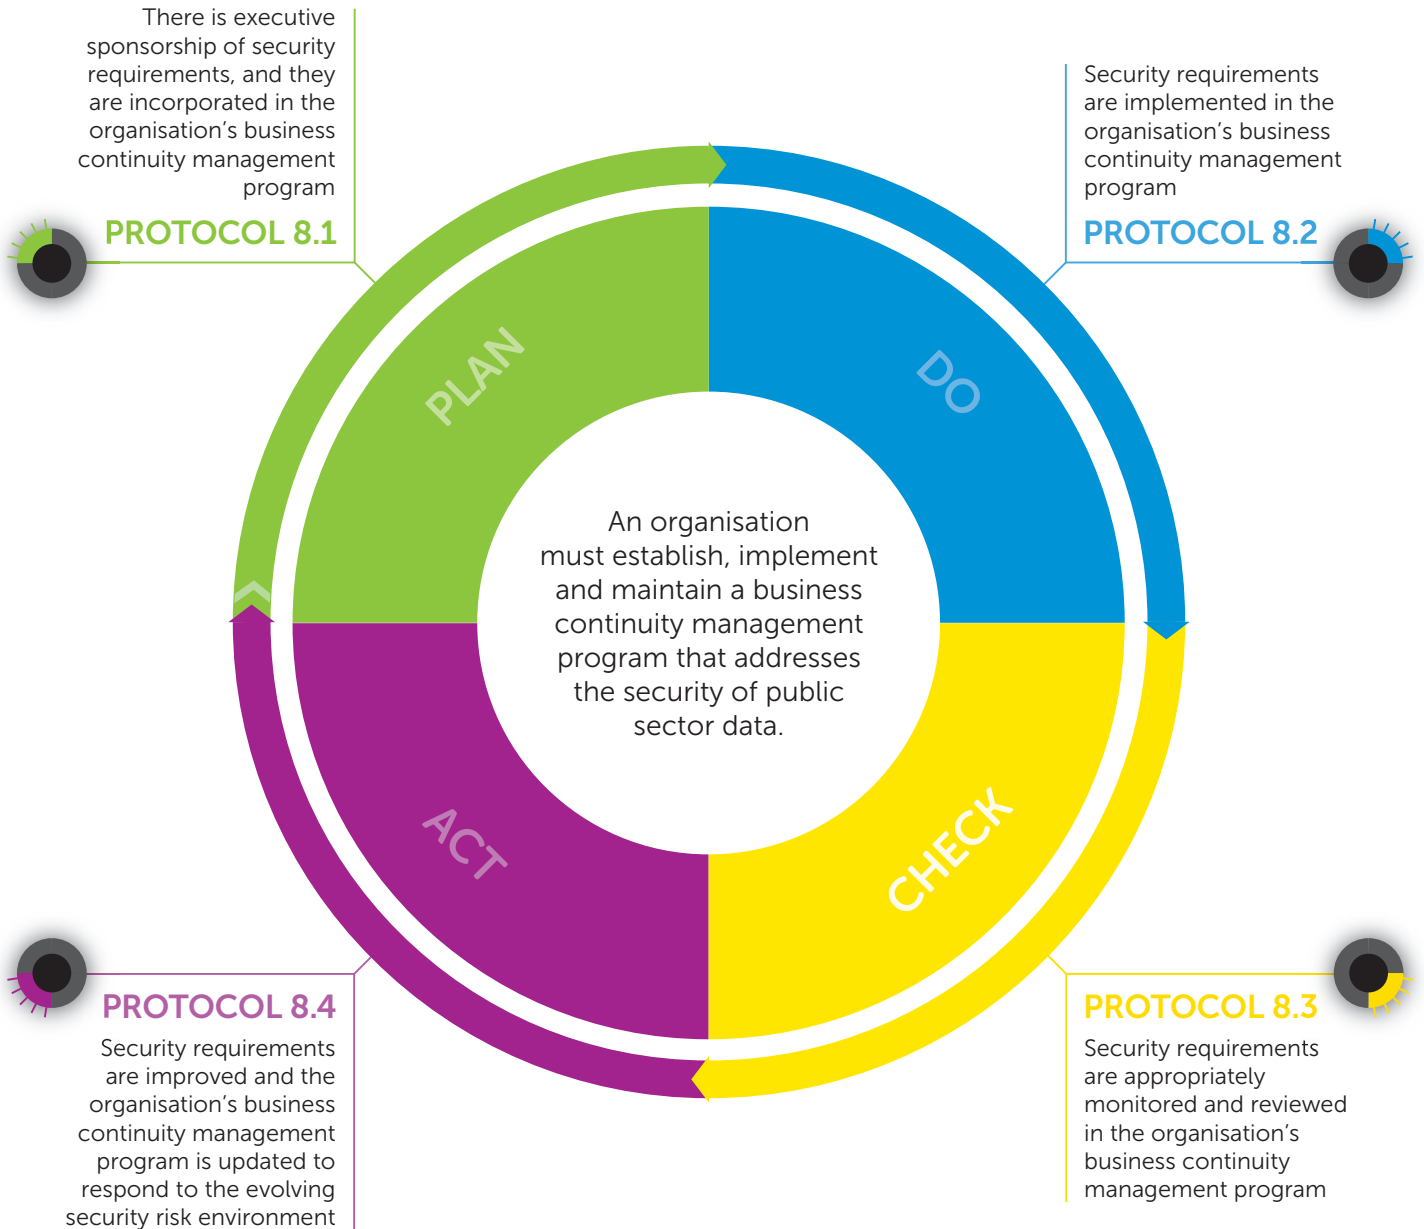 There is executive
sponsorship of security
requirements, and they
are incorporated in the
organisation's business
continuity management
program
PROTOCOL 8.1
Security requirements
are implemented in the
organisation's business
continuity management
program
PROTOCOL 8.2
PLAN
DO
An organisation
must establish, implement
and maintain a business
continuity management
program that addresses
the security of public
sector data.
ACT
CHECK
PROTOCOL 8.4
Security requirements
are improved and the
organisation's business
continuity management
program is updated to
respond to the evolving
security risk environment
PROTOCOL 8.3
Security requirements
are appropriately
monitored and reviewed
in the organisation's
business continuity
management program